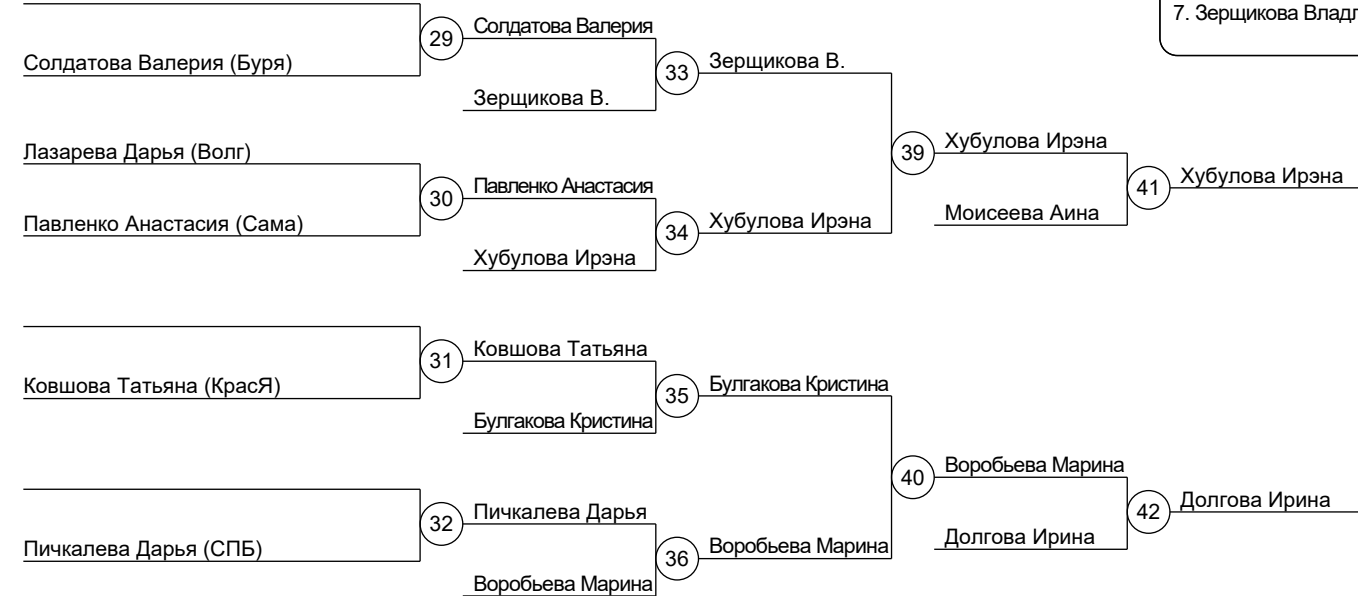 7. Зерщикова
Солдатова Валерия
29
Солдатова Валерия (Буря)
Зерщикова В.
33
Зерщикова В.
Лазарева Дарья (Волг)
Хубулова Ирэна
39
Хубулова Ирэна
41
Павленко Анастасия
30
Моисеева Аина
Павленко Анастасия (Сама)
Хубулова Ирэна
34
Хубулова Ирэна
Ковшова Татьяна
31
Ковшова Татьяна (КрасЯ)
Булгакова Кристина
35
Булгакова Кристина
Воробьева Марина
40
Долгова Ирина
42
Пичкалева Дарья
32
Долгова Ирина
Пичкалева Дарья (СПБ)
Воробьева Марина
36
Воробьева Марина